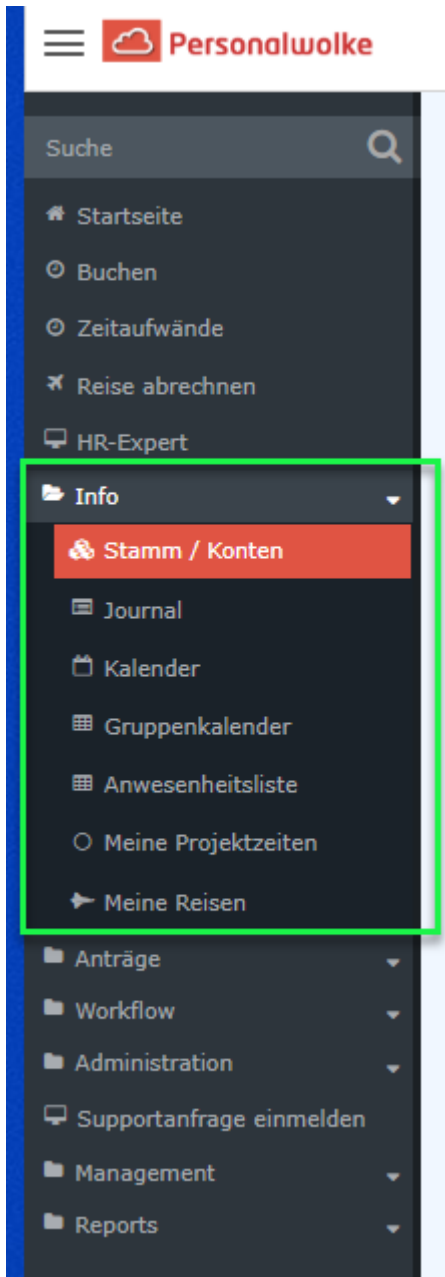 Personalwolke
Suche
Startseite
Buchen
Zeitaufwände
Reise abrechnen
HR-Expert
Info
Stamm / Konten
Journal
Kalender
Gruppenkalender
Anwesenheitsliste
Meine Projektzeiten
Meine Reisen
Anträge
Workflow
Administration
Supportanfrage einmelden
Management
Reports